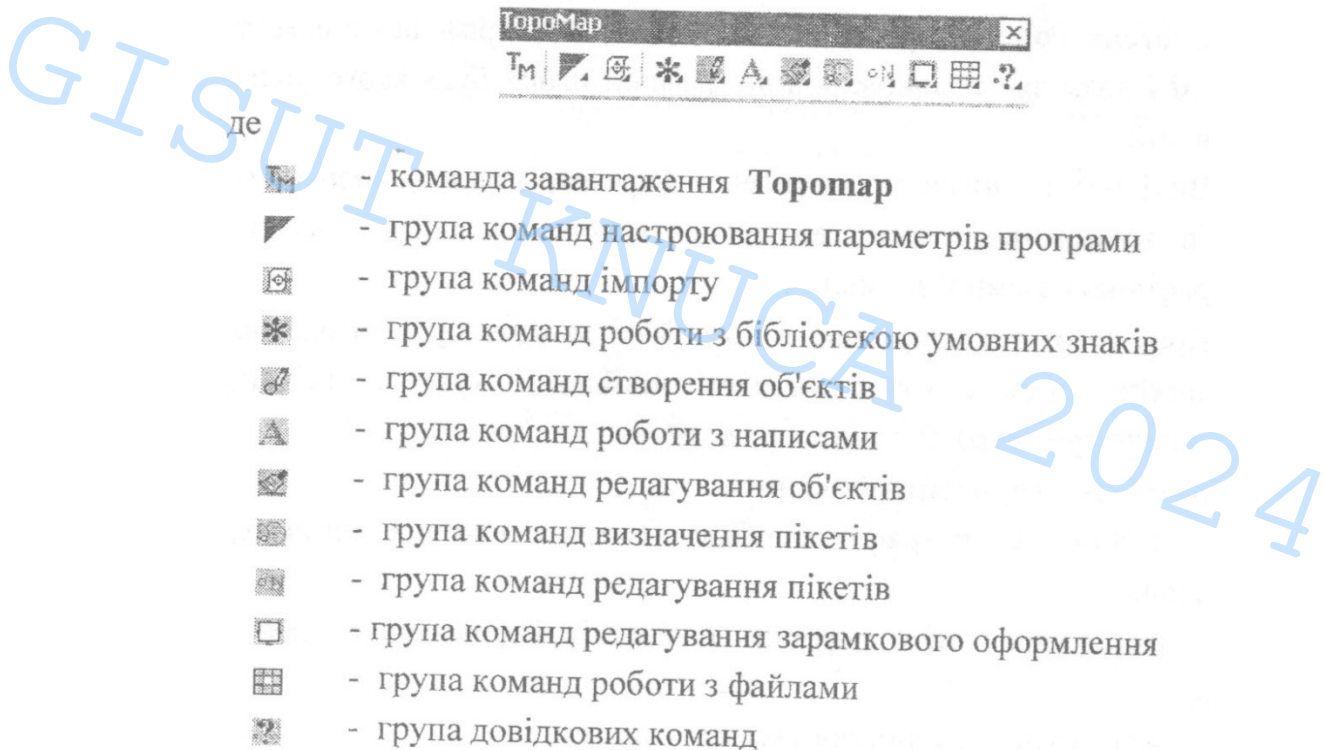 TopoMap
де
- команда завантаження Topomap
- група команд настроювання параметрів програми
- група команд імпорту
- група команд роботи з бібліотекою умовних знаків
- група команд створення об'єктів
- група команд роботи з написами
- група команд редагування об'єктів
- група команд визначення пікетів
- група команд редагування пікетів
- група команд редагування зарамкового оформлення
- група команд роботи з файлами
- група довідкових команд
GISUT KNUCA 2024